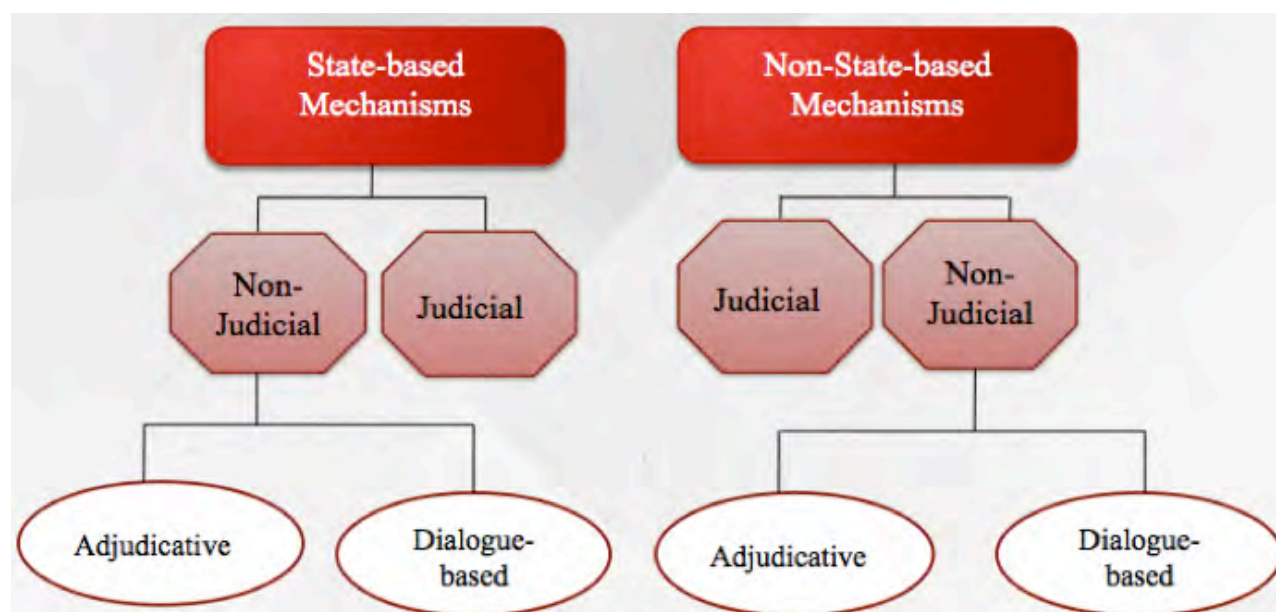 State-based
Mechanisms
Non-State-based
Mechanisms
Non-
Judicial
Judicial
Judicial
Non-
Judicial
Adjudicative
Dialogue-
based
Adjudicative
Dialogue-
based